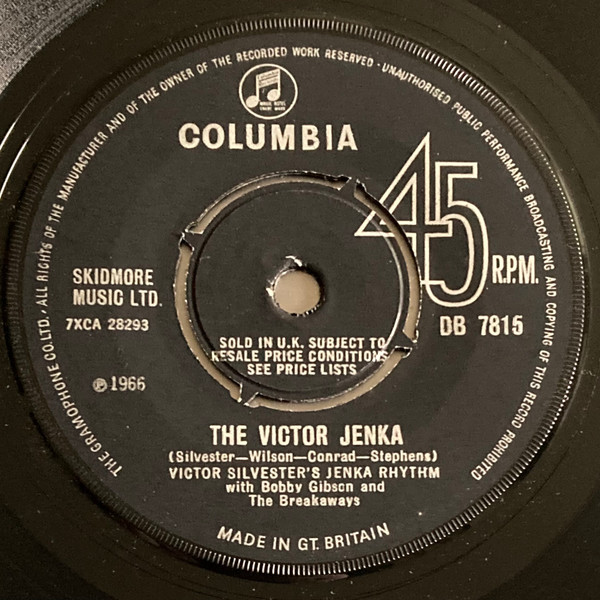 THE GRAMOPHONE CO. LTD. · ALL RIGHTS OF THE MANUFACTURER AND OF THE OWNER OF THE RECORDED WORK RESERVED · UNAUTHORISED PUBLIC PERFORMANCE BROADCASTING AND COPYING OF THIS RECORD PROHIBITED
COLUMBIA
45
R.P.M.
SKIDMORE
MUSIC LTD.
7XCA 28293
DB 7815
SOLD IN U.K. SUBJECT TO
RESALE PRICE CONDITIONS
SEE PRICE LISTS
℗ 1966
THE VICTOR JENKA
(Silvester—Wilson—Conrad—Stephens)
VICTOR SILVESTER'S JENKA RHYTHM
with Bobby Gibson and
The Breakaways
MADE IN GT. BRITAIN